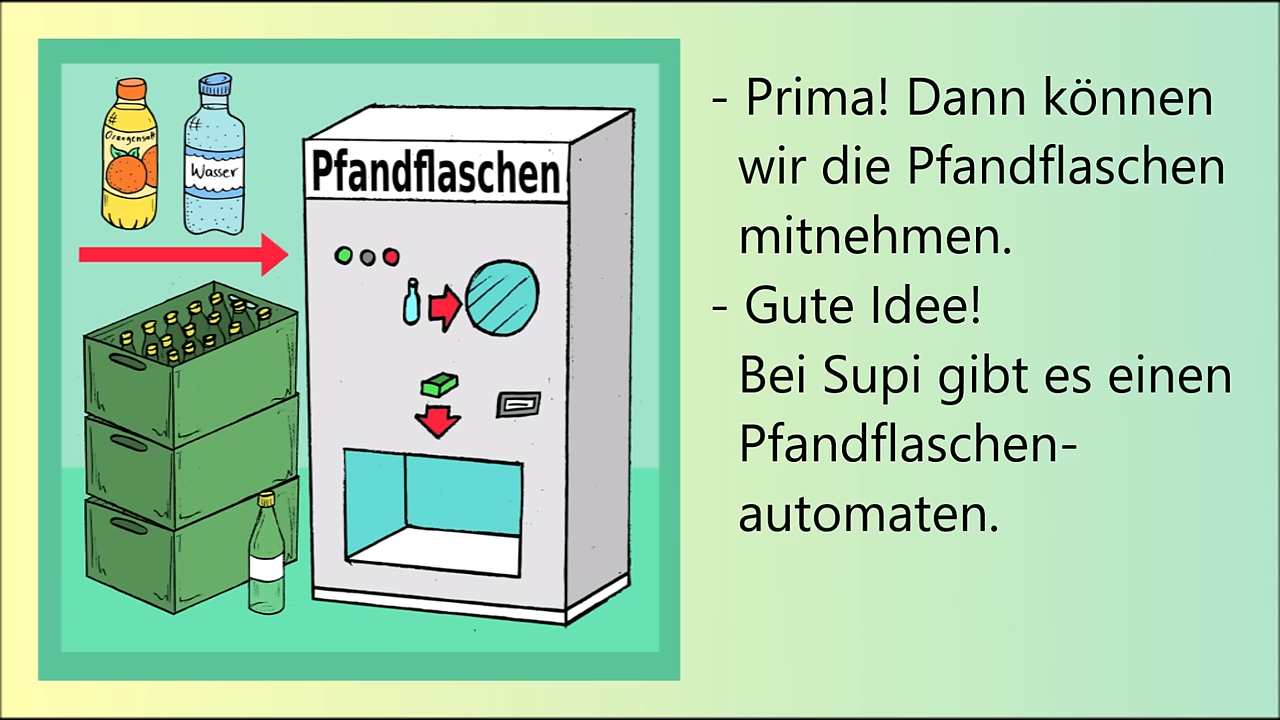 Orangensaft
Wasser
Pfandflaschen
- Prima! Dann können
wir die Pfandflaschen
mitnehmen.
- Gute Idee!
Bei Supi gibt es einen
Pfandflaschen-
automaten.